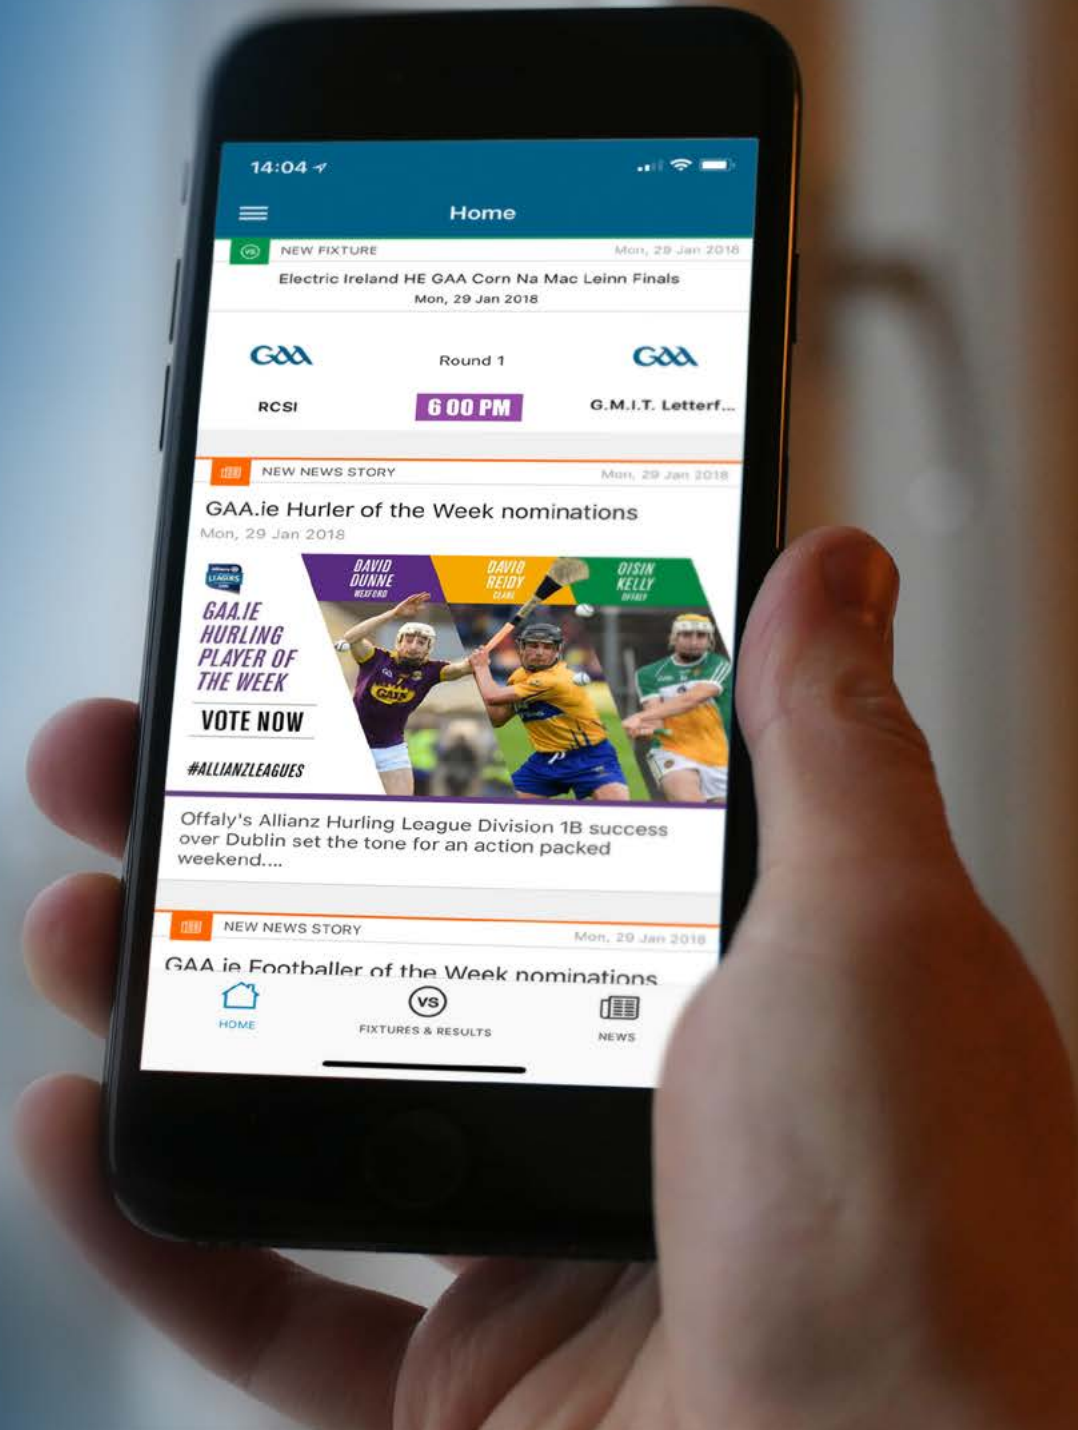 14:04
Home
VS NEW FIXTURE Mon, 29 Jan 2018
Electric Ireland HE GAA Corn Na Mac Leinn Finals
Mon, 29 Jan 2018
GAA Round 1 GAA
RCSI 6 00 PM G.M.I.T. Letterf...
NEW NEWS STORY Mon, 29 Jan 2018
GAA.ie Hurler of the Week nominations
Mon, 29 Jan 2018
DAVID
DUNNE
WEXFORD
DAVID
REIDY
CLARE
OISIN
KELLY
OFFALY
LEAGUES
GAA.IE
HURLING
PLAYER OF
THE WEEK
VOTE NOW
#ALLIANZLEAGUES
Offaly's Allianz Hurling League Division 1B success
over Dublin set the tone for an action packed
weekend....
NEW NEWS STORY Mon, 29 Jan 2018
GAA.ie Footballer of the Week nominations
VS
HOME FIXTURES & RESULTS NEWS